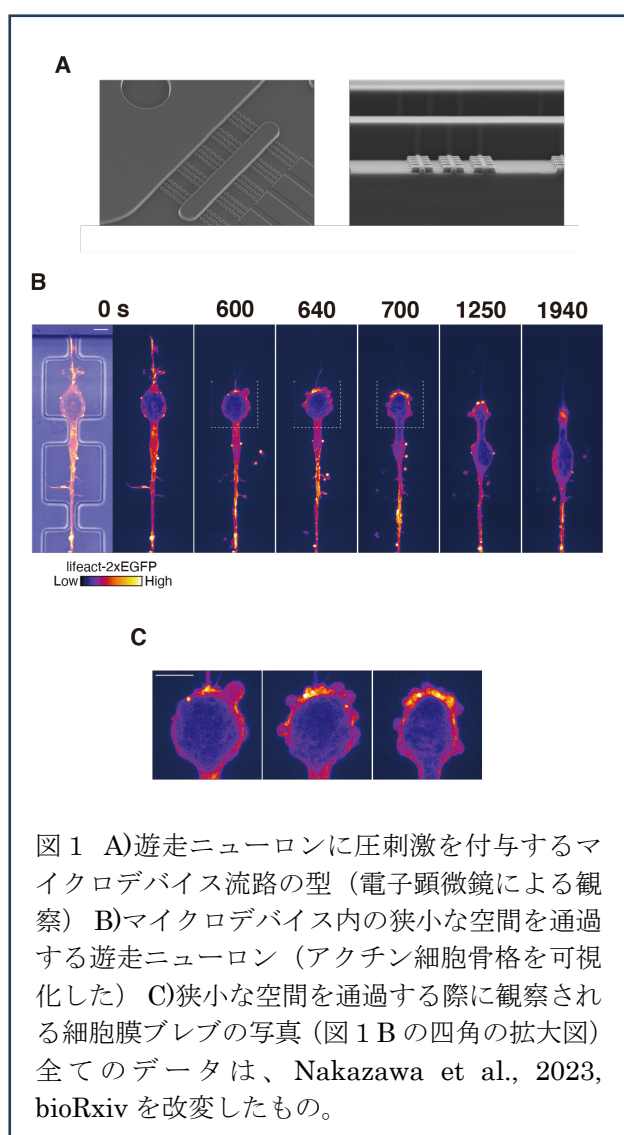 A
B
0 s 600 640 700 1250 1940
lifeact-2xEGFP
Low High
C
図1 A)遊走ニューロンに圧刺激を付与するマ
イクロデバイス流路の型（電子顕微鏡による観
察） B)マイクロデバイス内の狭小な空間を通過
する遊走ニューロン（アクチン細胞骨格を可視
化した） C)狭小な空間を通過する際に観察され
る細胞膜ブレブの写真（図1Bの四角の拡大図）
全てのデータは、Nakazawa et al., 2023,
bioRxiv を改変したもの。